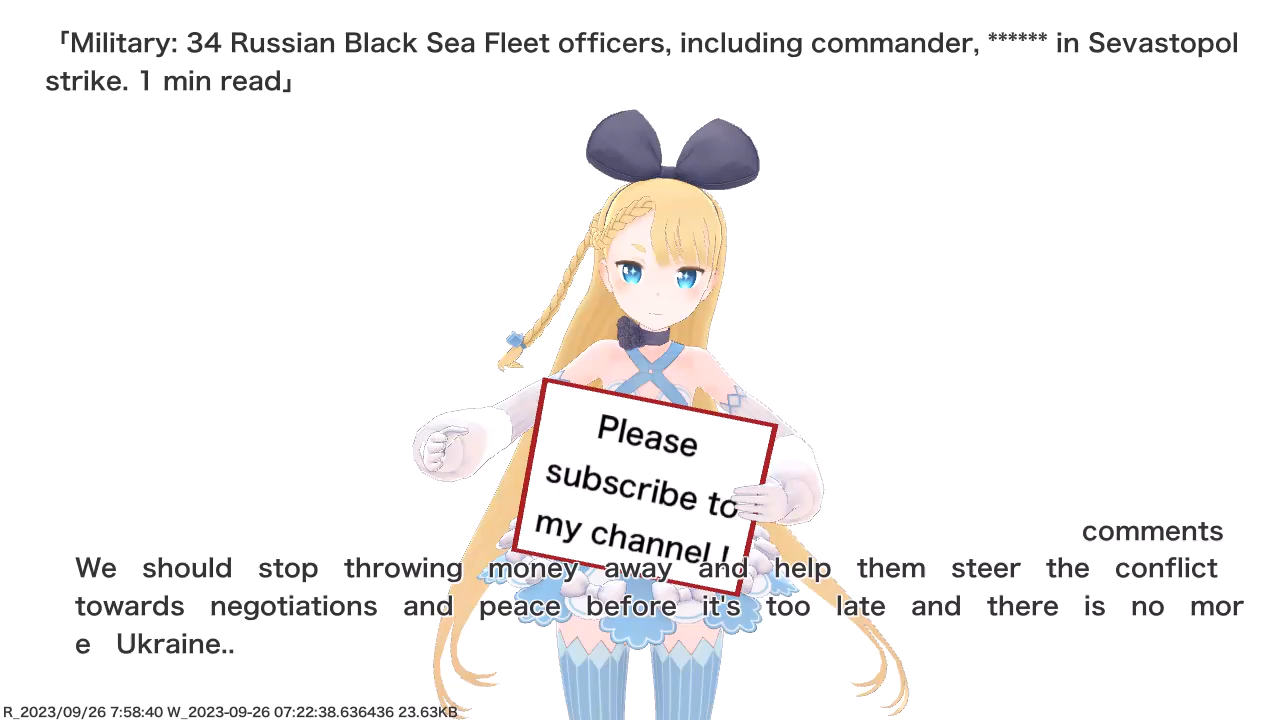 「Military: 34 Russian Black Sea Fleet officers, including commander, ****** in Sevastopol
strike. 1 min read」
Please
subscribe to
my channel !
comments
We should stop throwing money away and help them steer the conflict
towards negotiations and peace before it's too late and there is no mor
e Ukraine..
R_2023/09/26 7:58:40 W_2023-09-26 07:22:38.636436 23.63KB